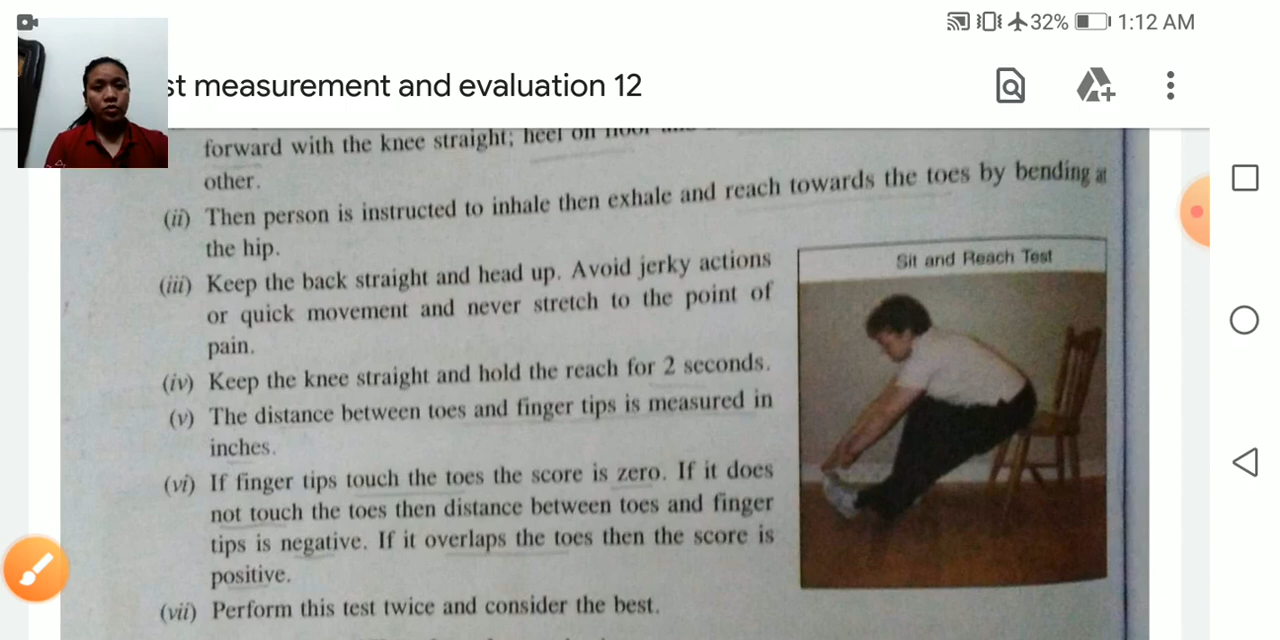 32% 1:12 AM
st measurement and evaluation 12
forward with the knee straight; heel on floor
other.
(ii) Then person is instructed to inhale then exhale and reach towards the toes by bending at
the hip.
(iii) Keep the back straight and head up. Avoid jerky actions
or quick movement and never stretch to the point of
pain.
(iv) Keep the knee straight and hold the reach for 2 seconds.
(v) The distance between toes and finger tips is measured in
inches.
(vi) If finger tips touch the toes the score is zero. If it does
not touch the toes then distance between toes and finger
tips is negative. If it overlaps the toes then the score is
positive.
(vii) Perform this test twice and consider the best.
Sit and Reach Test